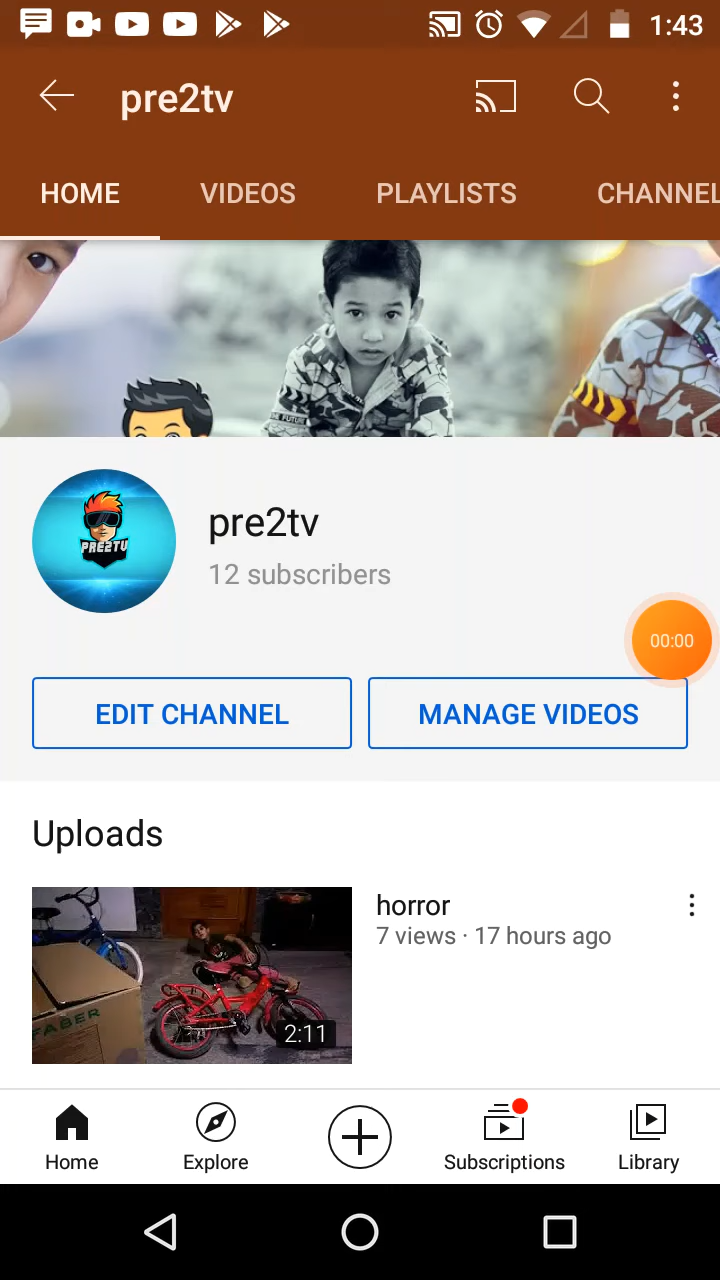 1:43
pre2tv
HOME VIDEOS PLAYLISTS CHANNEL
PRE2TV
pre2tv
12 subscribers
00:00
EDIT CHANNEL MANAGE VIDEOS
Uploads
horror
7 views · 17 hours ago
FABER
2:11
Home Explore Subscriptions Library